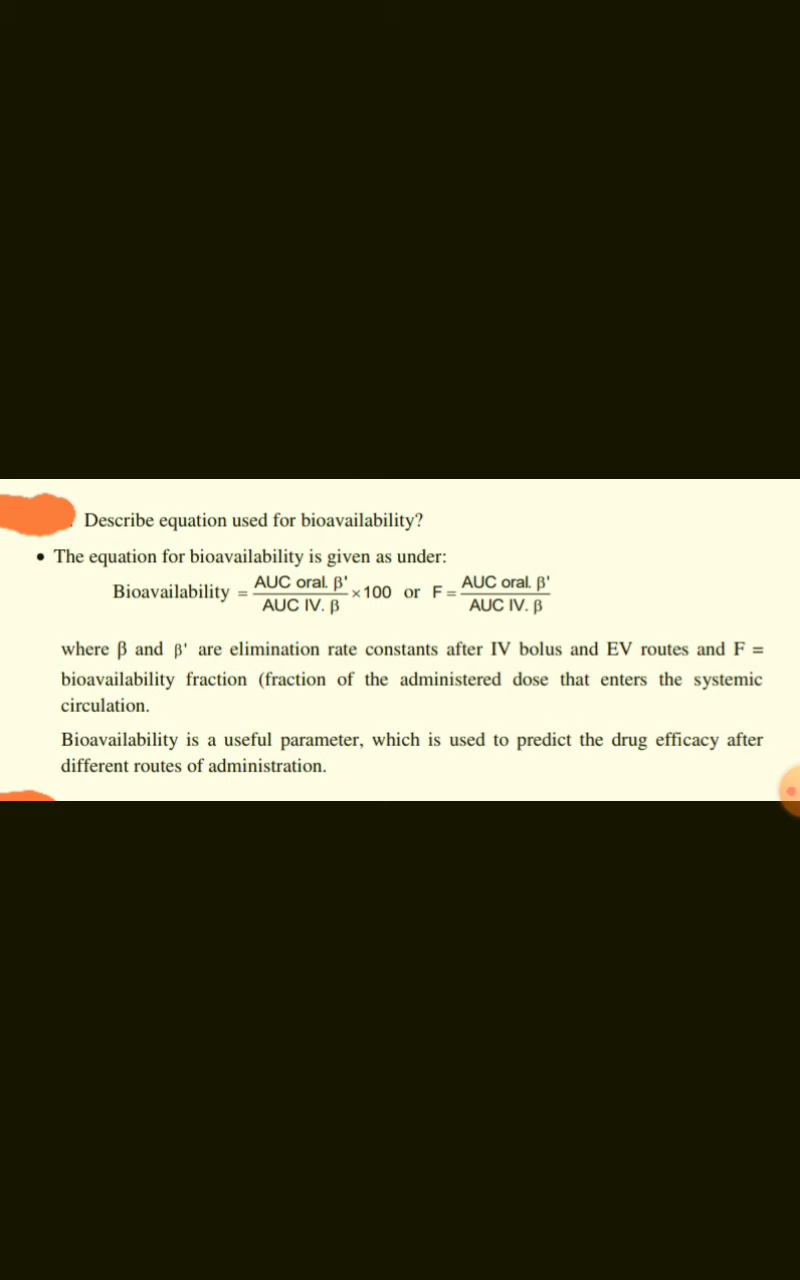 Describe equation used for bioavailability?
• The equation for bioavailability is given as under:
Bioavailability = AUC oral. β' / AUC IV. β ×100 or F = AUC oral. β' / AUC IV. β
where β and β' are elimination rate constants after IV bolus and EV routes and F =
bioavailability fraction (fraction of the administered dose that enters the systemic
circulation.
Bioavailability is a useful parameter, which is used to predict the drug efficacy after
different routes of administration.